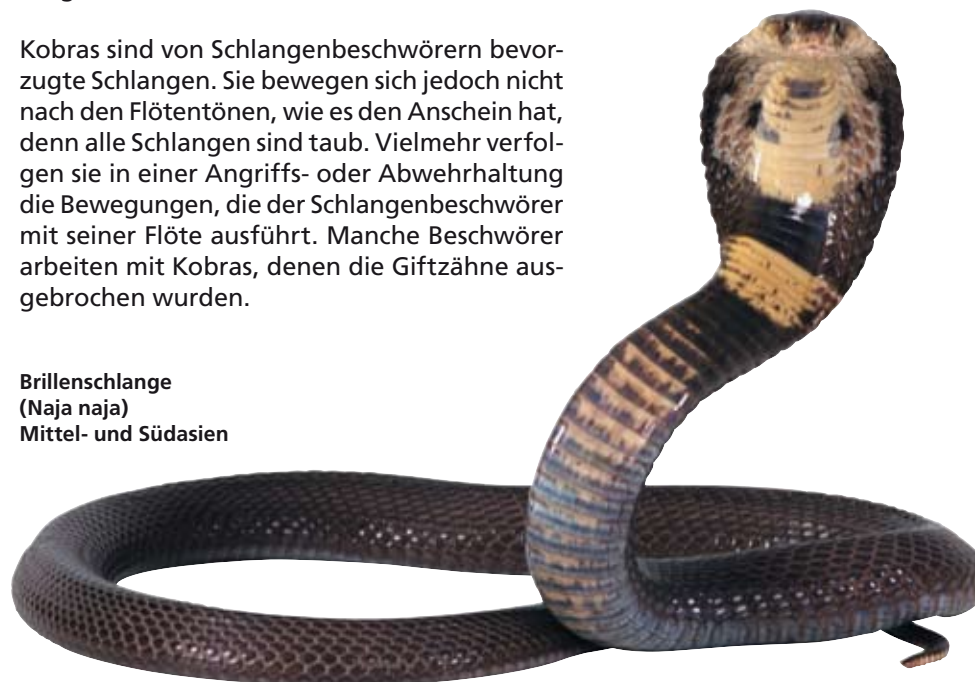 Kobras sind von Schlangenbeschwörern bevor-
zugte Schlangen. Sie bewegen sich jedoch nicht
nach den Flötentönen, wie es den Anschein hat,
denn alle Schlangen sind taub. Vielmehr verfol-
gen sie in einer Angriffs- oder Abwehrhaltung
die Bewegungen, die der Schlangenbeschwörer
mit seiner Flöte ausführt. Manche Beschwörer
arbeiten mit Kobras, denen die Giftzähne aus-
gebrochen wurden.
Brillenschlange
(Naja naja)
Mittel- und Südasien